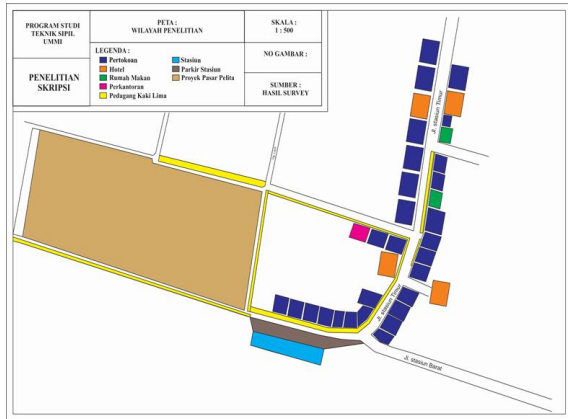 PROGRAM STUDI
TEKNIK SIPIL
UMMI
PENELITIAN
SKRIPSI
PETA :
WILAYAH PENELITIAN
LEGENDA :
Pertokoan
Hotel
Rumah Makan
Perkantoran
Pedagang Kaki Lima
Stasiun
Parkir Stasiun
Proyek Pasar Pelita
SKALA :
1 : 500
NO GAMBAR :
SUMBER :
HASIL SURVEY
Jl. stasiun Timur
Jl. stasiun Timur
Jl. stasiun Barat